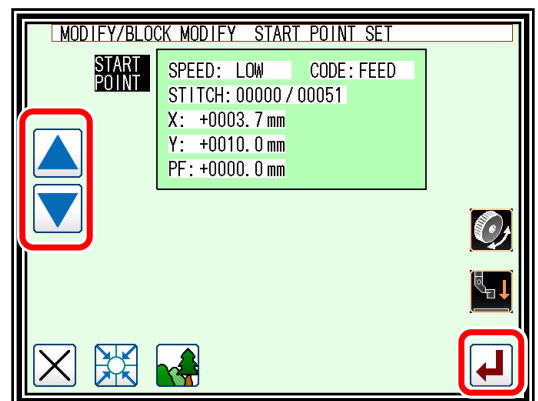 MODIFY/BLOCK MODIFY START POINT SET
START
POINT
SPEED: LOW CODE: FEED
STITCH: 00000 / 00051
X: +0003.7 mm
Y: +0010.0 mm
PF: +0000.0 mm